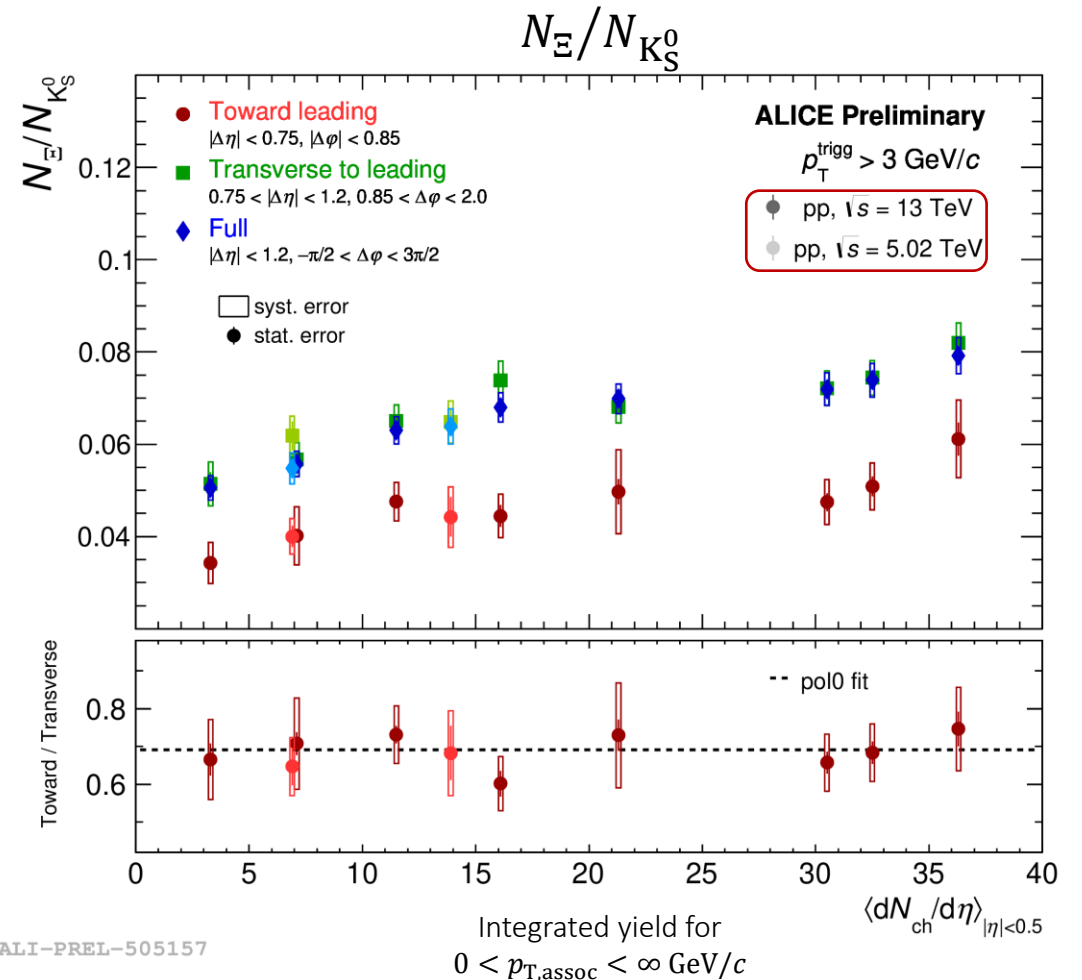 N_Ξ/N_{K^0_S}
N_Ξ/N_{K^0_S}
Toward leading
|Δη| < 0.75, |Δφ| < 0.85
Transverse to leading
0.75 < |Δη| < 1.2, 0.85 < Δφ < 2.0
Full
|Δη| < 1.2, −π/2 < Δφ < 3π/2
syst. error
stat. error
ALICE Preliminary
p_T^{trigg} > 3 GeV/c
pp, √s = 13 TeV
pp, √s = 5.02 TeV
0.12
0.1
0.08
0.06
0.04
Toward / Transverse
0.8
0.6
pol0 fit
0 5 10 15 20 25 30 35 40
⟨dN_ch/dη⟩_{|η|<0.5}
Integrated yield for
0 < p_{T,assoc} < ∞ GeV/c
ALI−PREL−505157